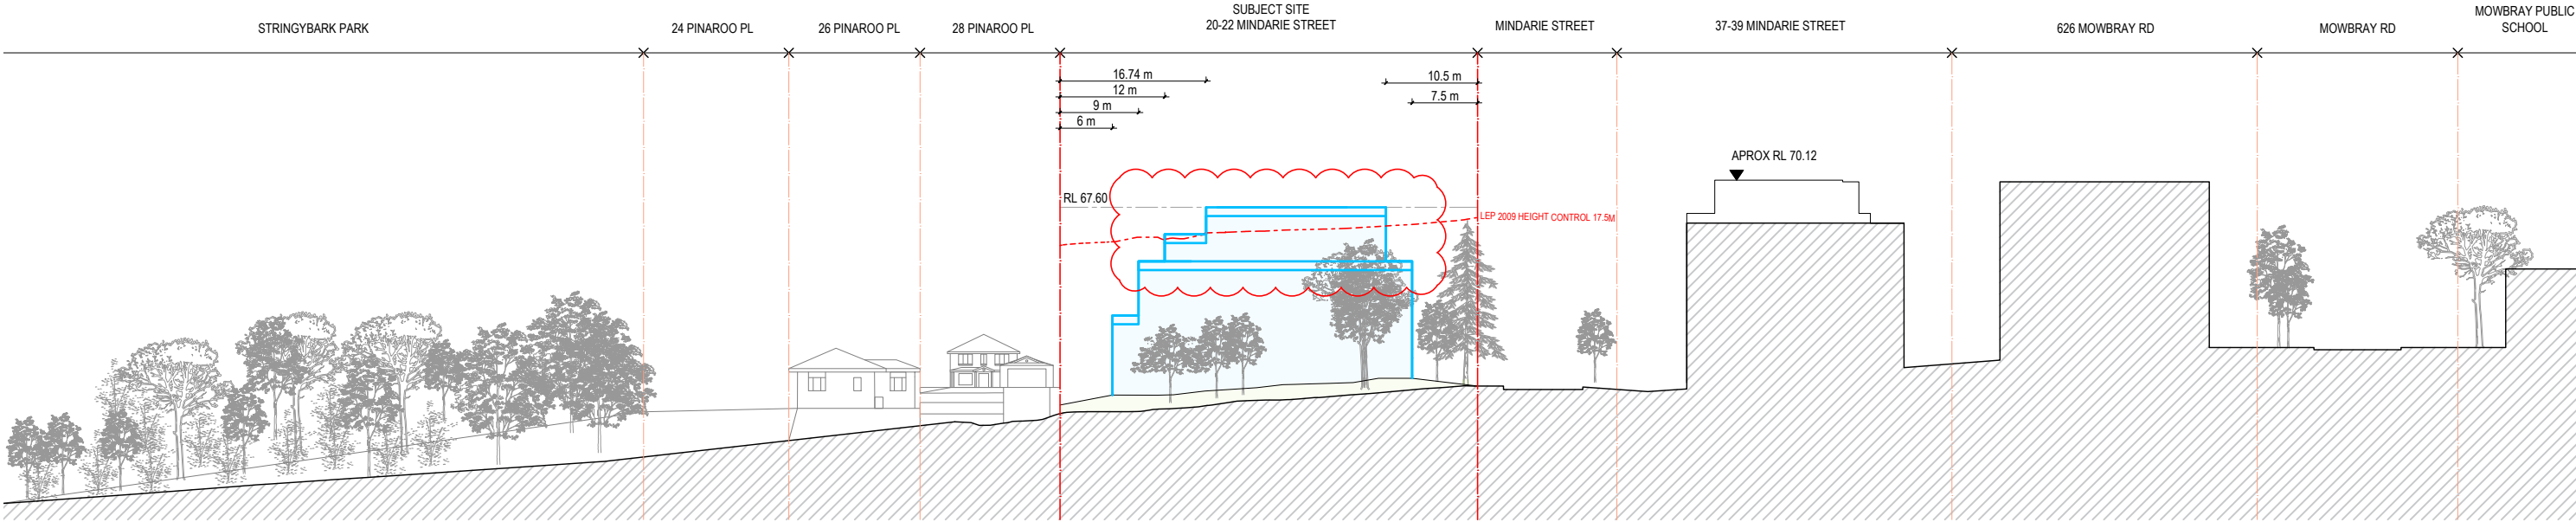 STRINGYBARK PARK
24 PINAROO PL
26 PINAROO PL
28 PINAROO PL
SUBJECT SITE
20-22 MINDARIE STREET
MINDARIE STREET
37-39 MINDARIE STREET
626 MOWBRAY RD
MOWBRAY RD
MOWBRAY PUBLIC
SCHOOL
16.74 m
12 m
9 m
6 m
10.5 m
7.5 m
APROX RL 70.12
RL 67.60
LEP 2009 HEIGHT CONTROL 17.5M